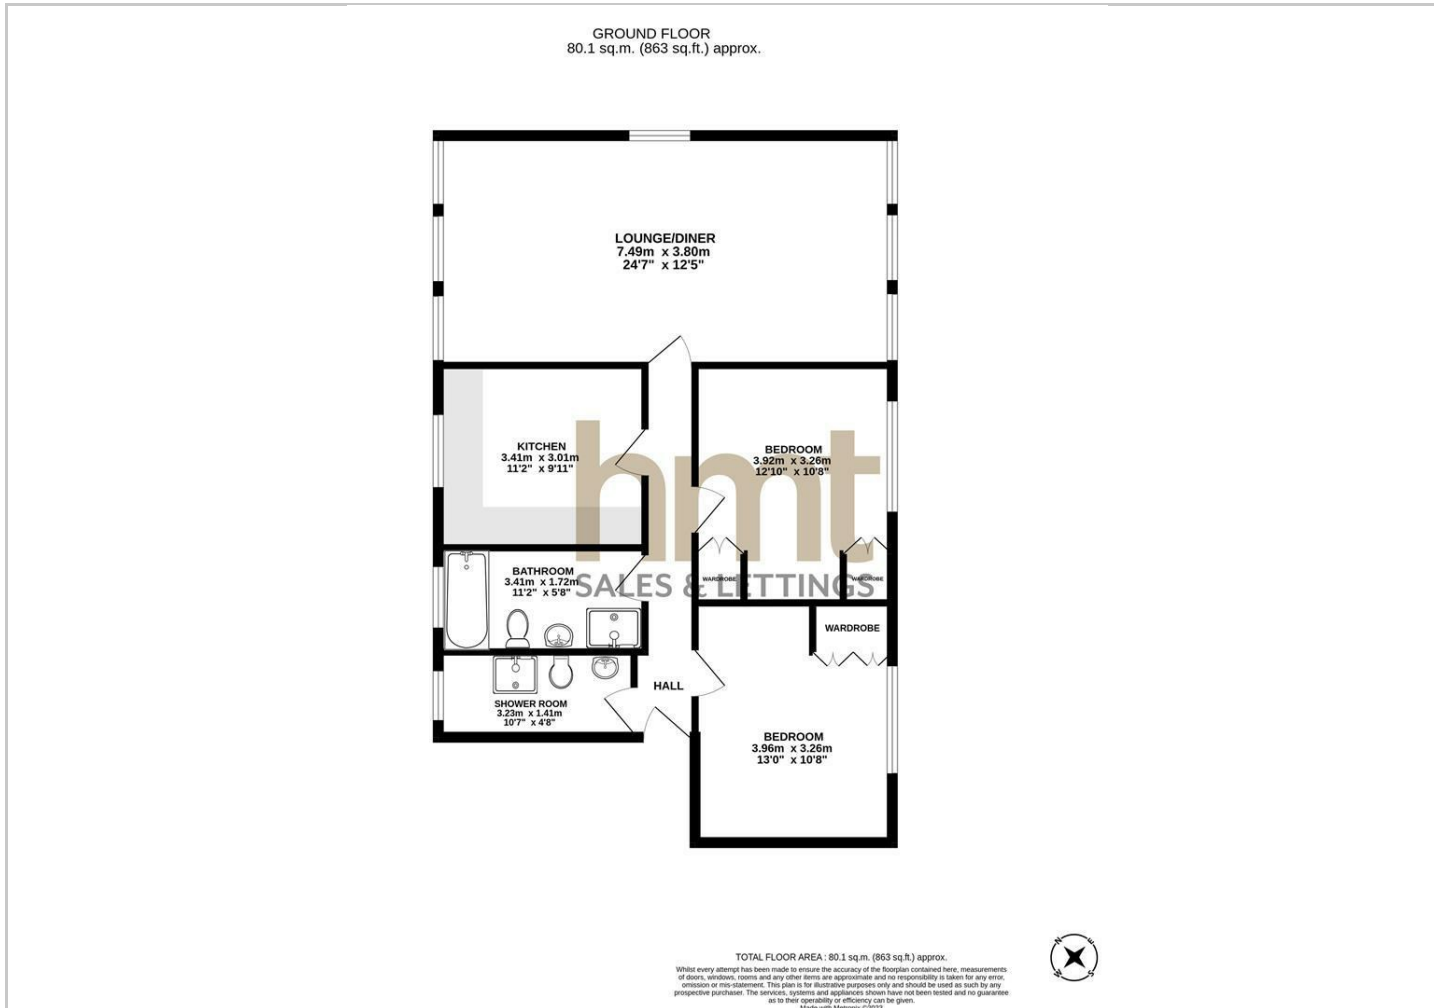 GROUND FLOOR
80.1 sq.m. (863 sq.ft.) approx.
LOUNGE/DINER
7.49m x 3.80m
24'7" x 12'5"
KITCHEN
3.41m x 3.01m
11'2" x 9'11"
BEDROOM
3.92m x 3.26m
12'10" x 10'8"
hmt
SALES & LETTINGS
BATHROOM
3.41m x 1.72m
11'2" x 5'8"
WARDROBE
WARDROBE
WARDROBE
HALL
SHOWER ROOM
3.23m x 1.41m
10'7" x 4'8"
BEDROOM
3.96m x 3.26m
13'0" x 10'8"
TOTAL FLOOR AREA : 80.1 sq.m. (863 sq.ft.) approx.
Whilst every attempt has been made to ensure the accuracy of the floorplan contained here, measurements
of doors, windows, rooms and any other items are approximate and no responsibility is taken for any error,
omission or mis-statement. This plan is for illustrative purposes only and should be used as such by any
prospective purchaser. The services, systems and appliances shown have not been tested and no guarantee
as to their operability or efficiency can be given.
Made with Metropix ©2023
N
E
S
W